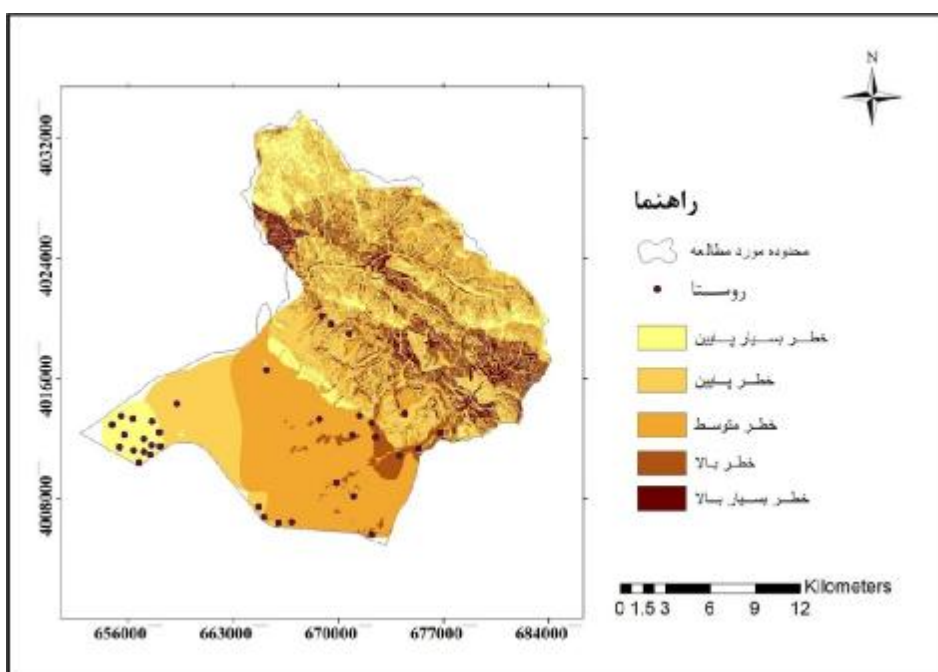 N
4032000
4024000
4016000
4008000
656000 663000 670000 677000 684000
راهنما
محدوده مورد مطالعه
روستا
خطر بسیار پایین
خطر پایین
خطر متوسط
خطر بالا
خطر بسیار بالا
Kilometers
0 1.5 3 6 9 12